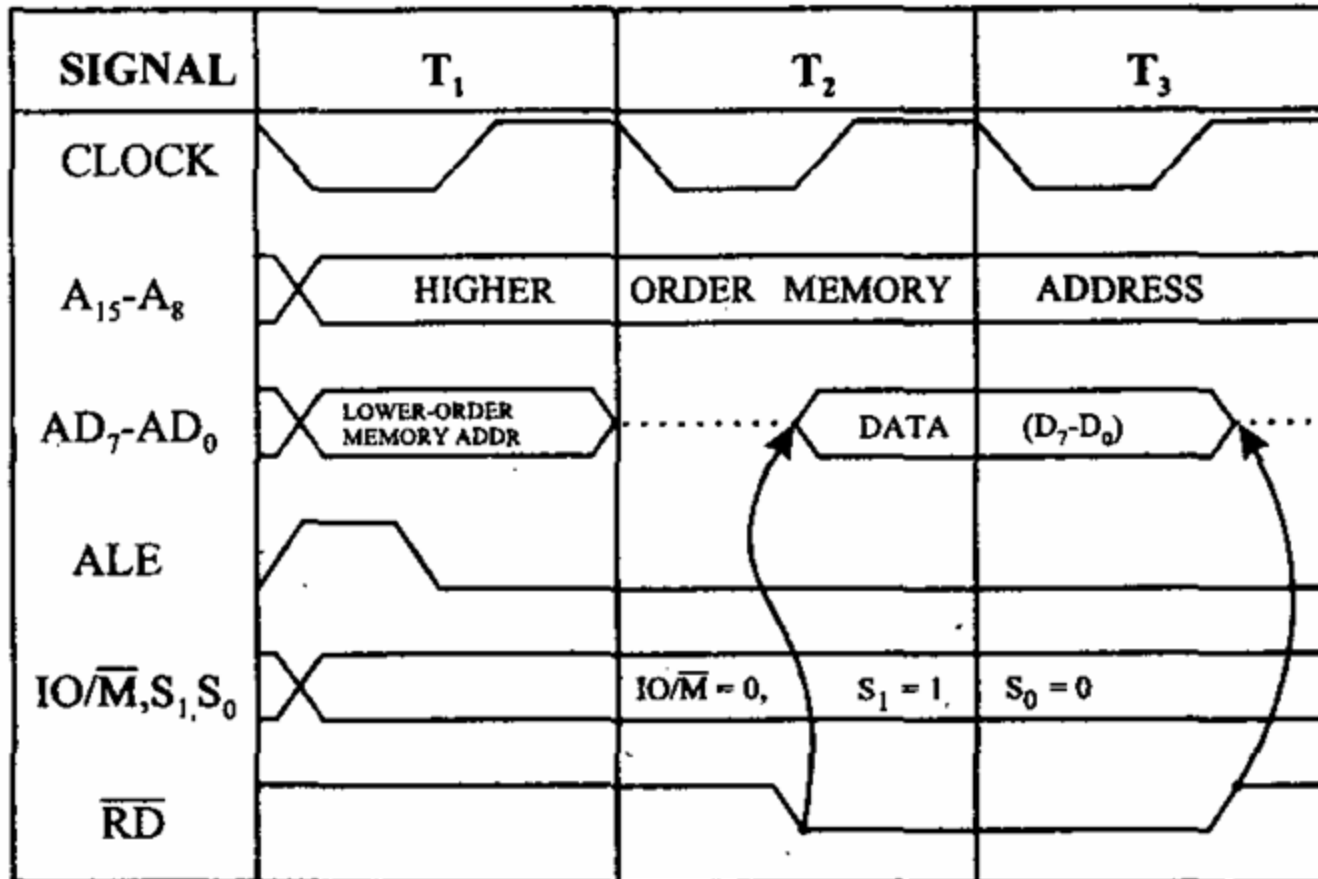 SIGNAL T₁ T₂ T₃
CLOCK
A₁₅-A₈ HIGHER ORDER MEMORY ADDRESS
AD₇-AD₀ LOWER-ORDER MEMORY ADDR DATA (D₇-D₀)
ALE
IO/M̅,S₁,S₀ IO/M̅ = 0, S₁ = 1 S₀ = 0
R̅D̅